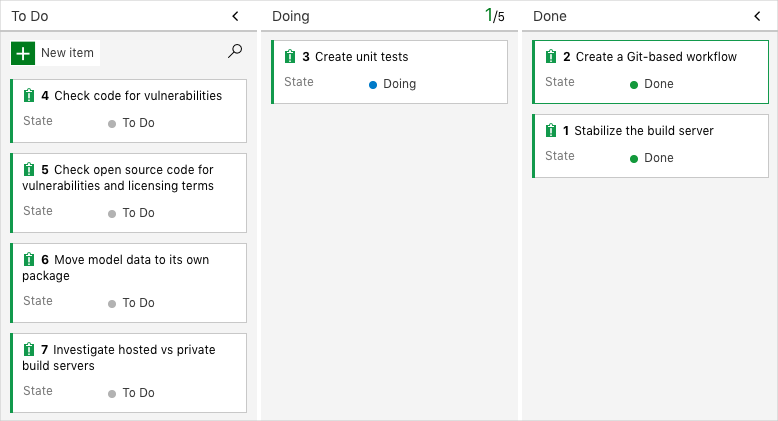 To Do
New item
4 Check code for vulnerabilities
State
To Do
5 Check open source code for
vulnerabilities and licensing terms
State
To Do
6 Move model data to its own
package
State
To Do
7 Investigate hosted vs private
build servers
State
To Do
Doing
1/5
3 Create unit tests
State
Doing
Done
2 Create a Git-based workflow
State
Done
1 Stabilize the build server
State
Done